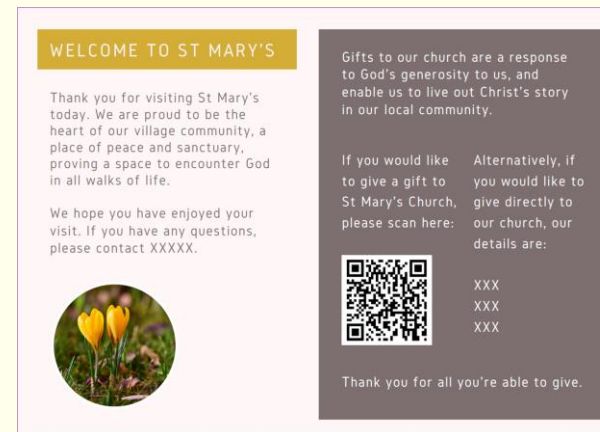 WELCOME TO ST MARY'S
Thank you for visiting St Mary's
today. We are proud to be the
heart of our village community, a
place of peace and sanctuary,
proving a space to encounter God
in all walks of life.
We hope you have enjoyed your
visit. If you have any questions,
please contact XXXXX.
Gifts to our church are a response
to God's generosity to us, and
enable us to live out Christ's story
in our local community.
If you would like
to give a gift to
St Mary's Church,
please scan here:
Alternatively, if
you would like to
give directly to
our church, our
details are:
XXX
XXX
XXX
Thank you for all you're able to give.